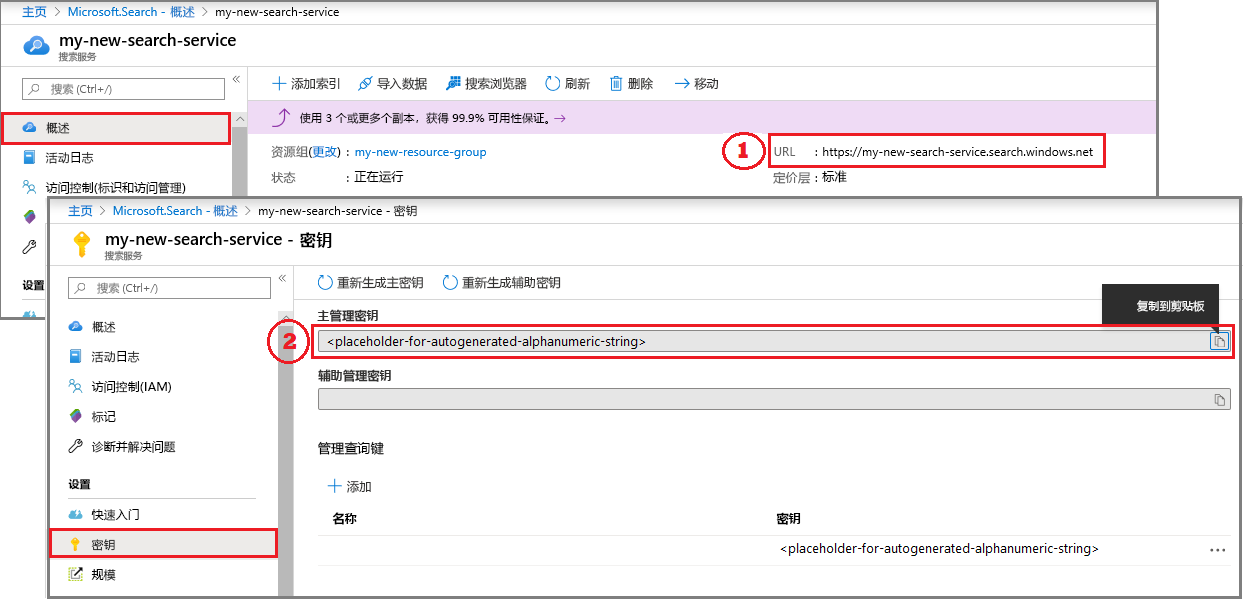 主页 > Microsoft.Search - 概述 > my-new-search-service
my-new-search-service
搜索服务
搜索 (Ctrl+/)
«
添加索引 导入数据 搜索浏览器 刷新 删除 移动
概述
使用 3 个或更多个副本，获得 99.9% 可用性保证。→
活动日志
资源组(更改) : my-new-resource-group
1
URL : https://my-new-search-service.search.windows.net
访问控制(标识和访问管理)
状态 : 正在运行
定价层 : 标准
设置
主页 > Microsoft.Search - 概述 > my-new-search-service - 密钥
my-new-search-service - 密钥
搜索服务
搜索 (Ctrl+/)
«
重新生成主密钥 重新生成辅助密钥
复制到剪贴板
概述
活动日志
访问控制(IAM)
标记
诊断并解决问题
设置
快速入门
密钥
规模
主管理密钥
2
<placeholder-for-autogenerated-alphanumeric-string>
辅助管理密钥
管理查询键
添加
名称 密钥
<placeholder-for-autogenerated-alphanumeric-string> ...